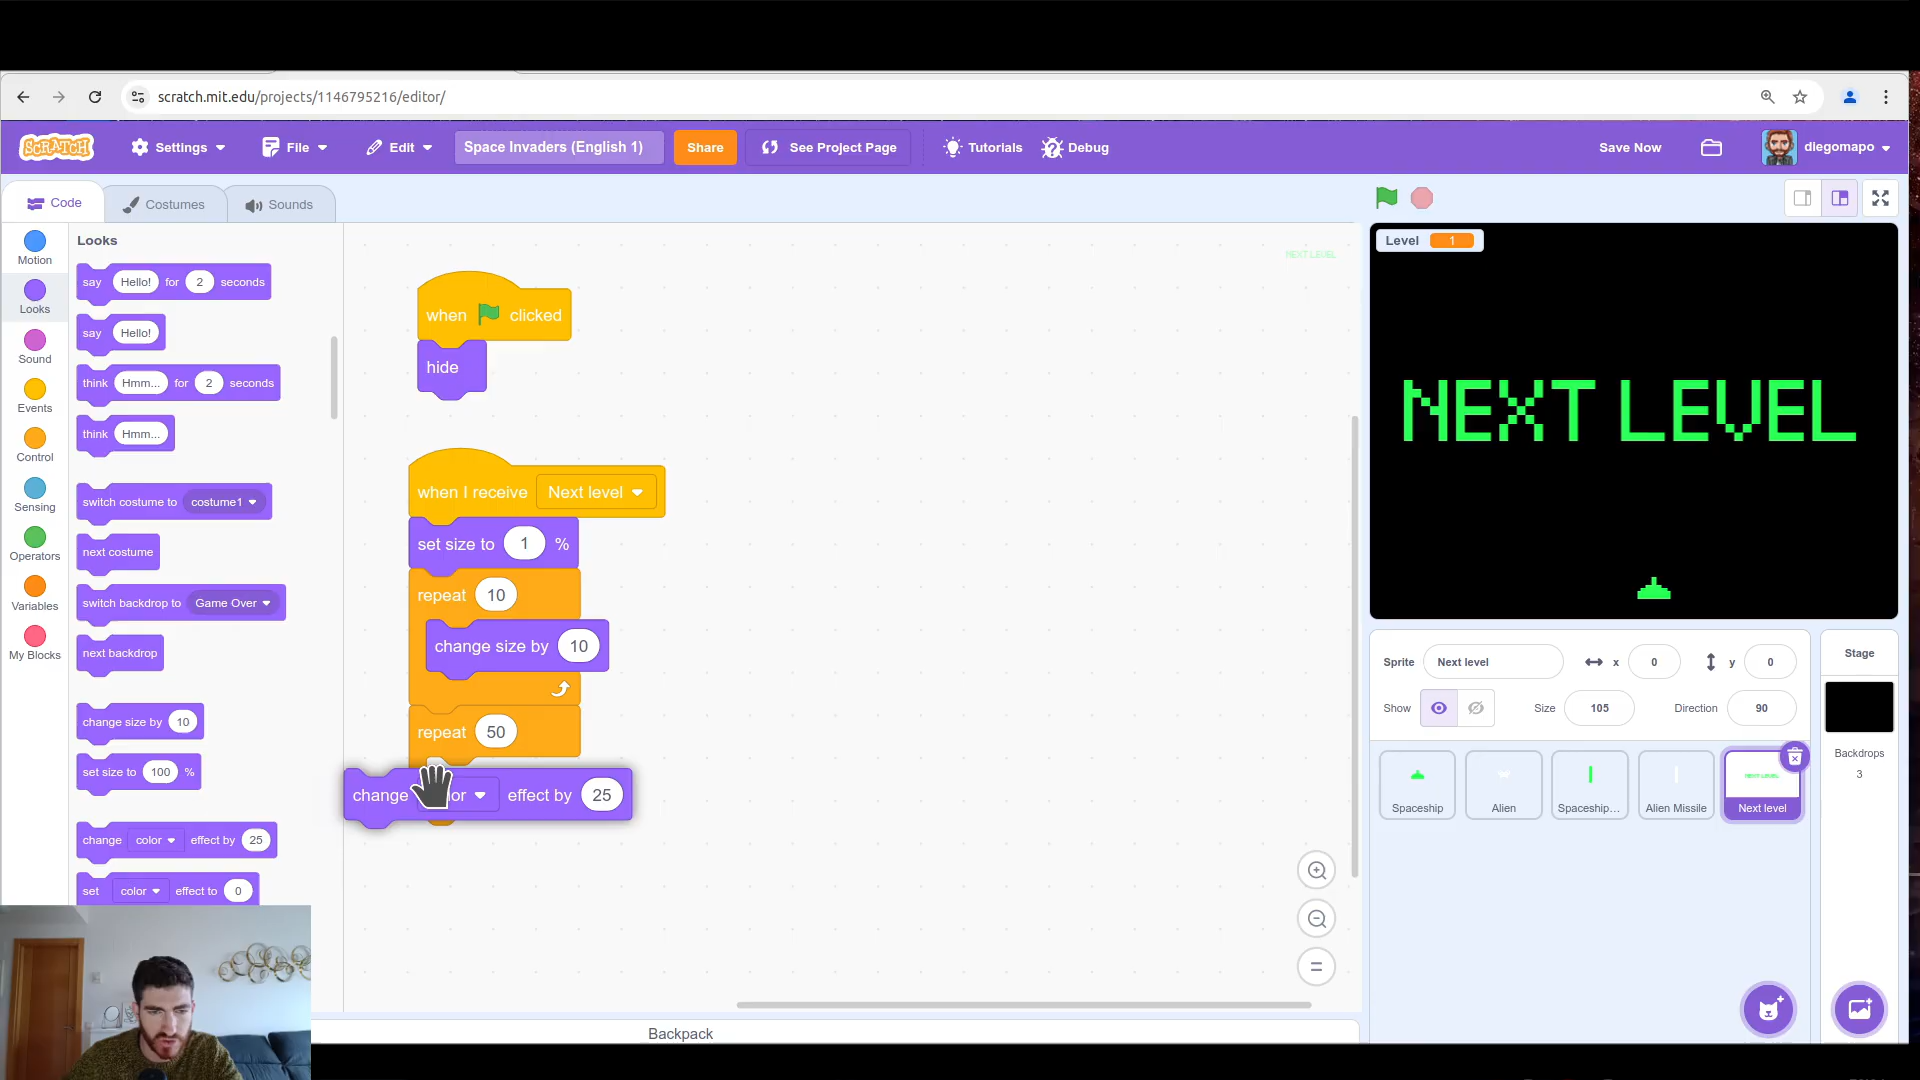 scratch.mit.edu/projects/1146795216/editor/
SCRATCH
Settings
File
Edit
Space Invaders (English 1)
Share
See Project Page
Tutorials
Debug
Save Now
diegomapo
Code
Costumes
Sounds
Motion
Looks
Sound
Events
Control
Sensing
Operators
Variables
My Blocks
Looks
say Hello! for 2 seconds
say Hello!
think Hmm... for 2 seconds
think Hmm...
switch costume to costume1
next costume
switch backdrop to Game Over
next backdrop
change size by 10
set size to 100 %
change color effect by 25
set color effect to 0
when clicked
hide
when I receive Next level
set size to 1 %
repeat 10
change size by 10
repeat 50
change or effect by 25
NEXT LEVEL
Backpack
Level 1
NEXT LEVEL
Sprite Next level x 0 y 0
Show Size 105 Direction 90
Spaceship
Alien
Spaceship...
Alien Missile
NEXT LEVEL
Next level
Stage
Backdrops
3